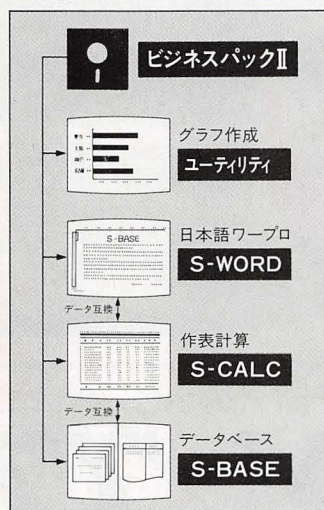 ビジネスパックⅡ
グラフ作成
ユーティリティ
日本語ワープロ
S-WORD
S-BASE
データ互換
作表計算
S-CALC
データ互換
データベース
S-BASE